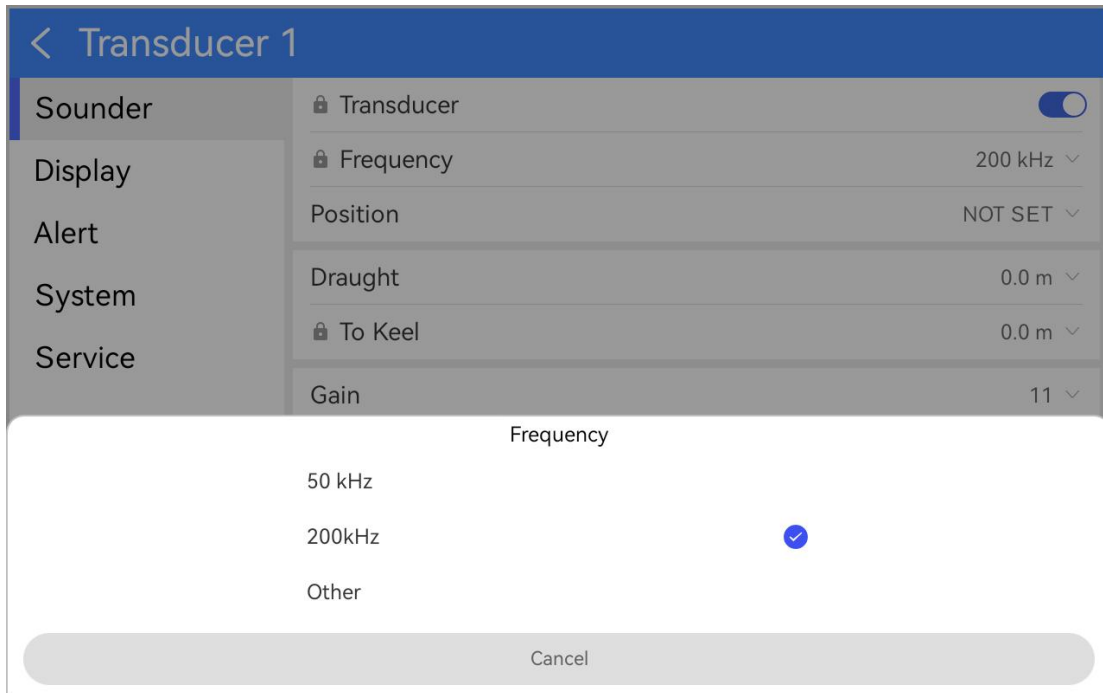 Transducer 1
Sounder
Display
Alert
System
Service
Transducer
Frequency 200 kHz
Position NOT SET
Draught 0.0 m
To Keel 0.0 m
Gain 11
Frequency
50 kHz
200kHz
Other
Cancel